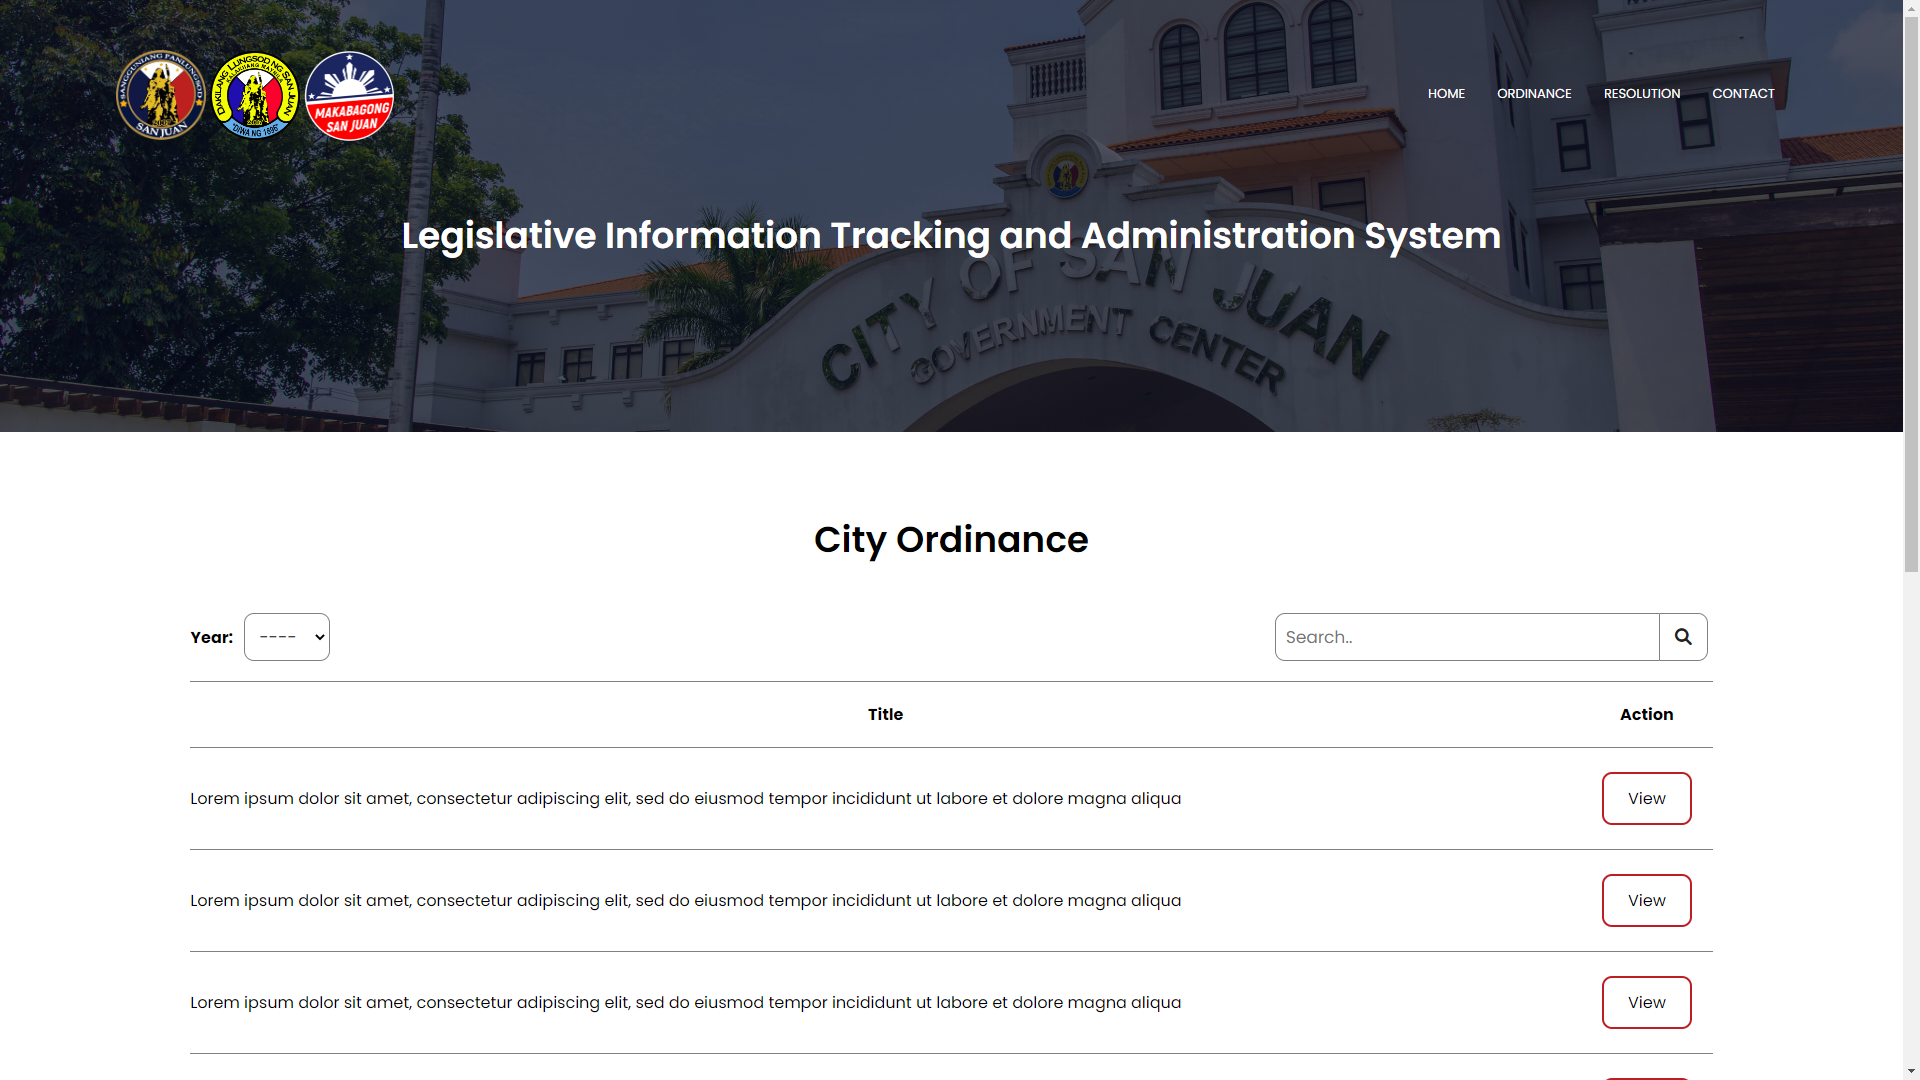 SANGGUNIANG PANLUNGSOD
SAN JUAN
DAKILANG LUNGSOD NG SAN JUAN
KALAKHANG MAYNILA
2007
"DIWA NG 1896"
MAKABAGONG
SAN JUAN
HOME
ORDINANCE
RESOLUTION
CONTACT
Legislative Information Tracking and Administration System
CITY OF SAN JUAN
GOVERNMENT CENTER
City Ordinance
Year:
----
Search..
Title
Action
Lorem ipsum dolor sit amet, consectetur adipiscing elit, sed do eiusmod tempor incididunt ut labore et dolore magna aliqua
View
Lorem ipsum dolor sit amet, consectetur adipiscing elit, sed do eiusmod tempor incididunt ut labore et dolore magna aliqua
View
Lorem ipsum dolor sit amet, consectetur adipiscing elit, sed do eiusmod tempor incididunt ut labore et dolore magna aliqua
View